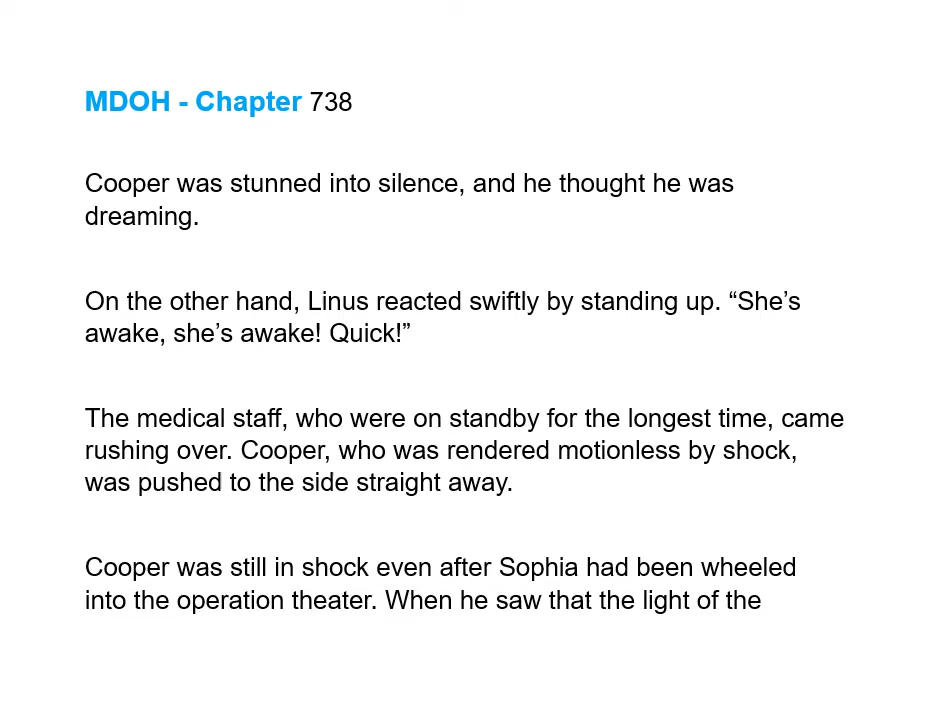 MDOH - Chapter 738
Cooper was stunned into silence, and he thought he was
dreaming.
On the other hand, Linus reacted swiftly by standing up. “She’s
awake, she’s awake! Quick!”
The medical staff, who were on standby for the longest time, came
rushing over. Cooper, who was rendered motionless by shock,
was pushed to the side straight away.
Cooper was still in shock even after Sophia had been wheeled
into the operation theater. When he saw that the light of the